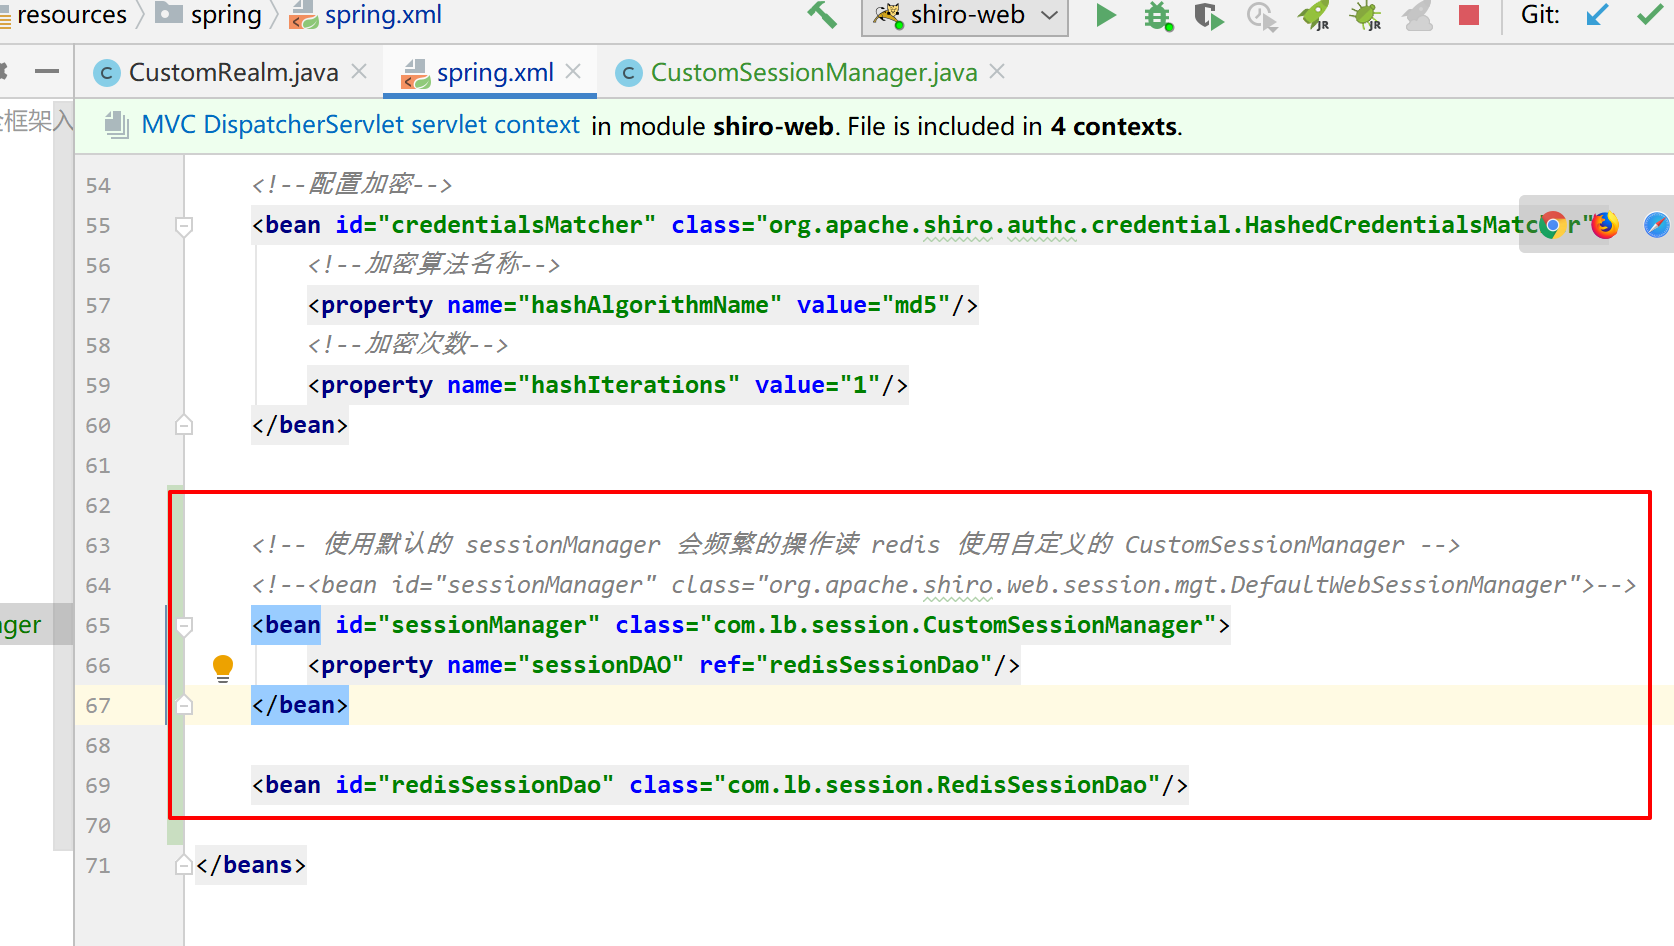 resources spring spring.xml shiro-web Git:
CustomRealm.java spring.xml CustomSessionManager.java
MVC DispatcherServlet servlet context in module shiro-web. File is included in 4 contexts.
框架入
54 <!--配置加密-->
55 <bean id="credentialsMatcher" class="org.apache.shiro.authc.credential.HashedCredentialsMatcher"
56 <!--加密算法名称-->
57 <property name="hashAlgorithmName" value="md5"/>
58 <!--加密次数-->
59 <property name="hashIterations" value="1"/>
60 </bean>
61
62
63 <!-- 使用默认的 sessionManager 会频繁的操作读 redis 使用自定义的 CustomSessionManager -->
64 <!--<bean id="sessionManager" class="org.apache.shiro.web.session.mgt.DefaultWebSessionManager">-->
ager
65 <bean id="sessionManager" class="com.lb.session.CustomSessionManager">
66 <property name="sessionDAO" ref="redisSessionDao"/>
67 </bean>
68
69 <bean id="redisSessionDao" class="com.lb.session.RedisSessionDao"/>
70
71 </beans>